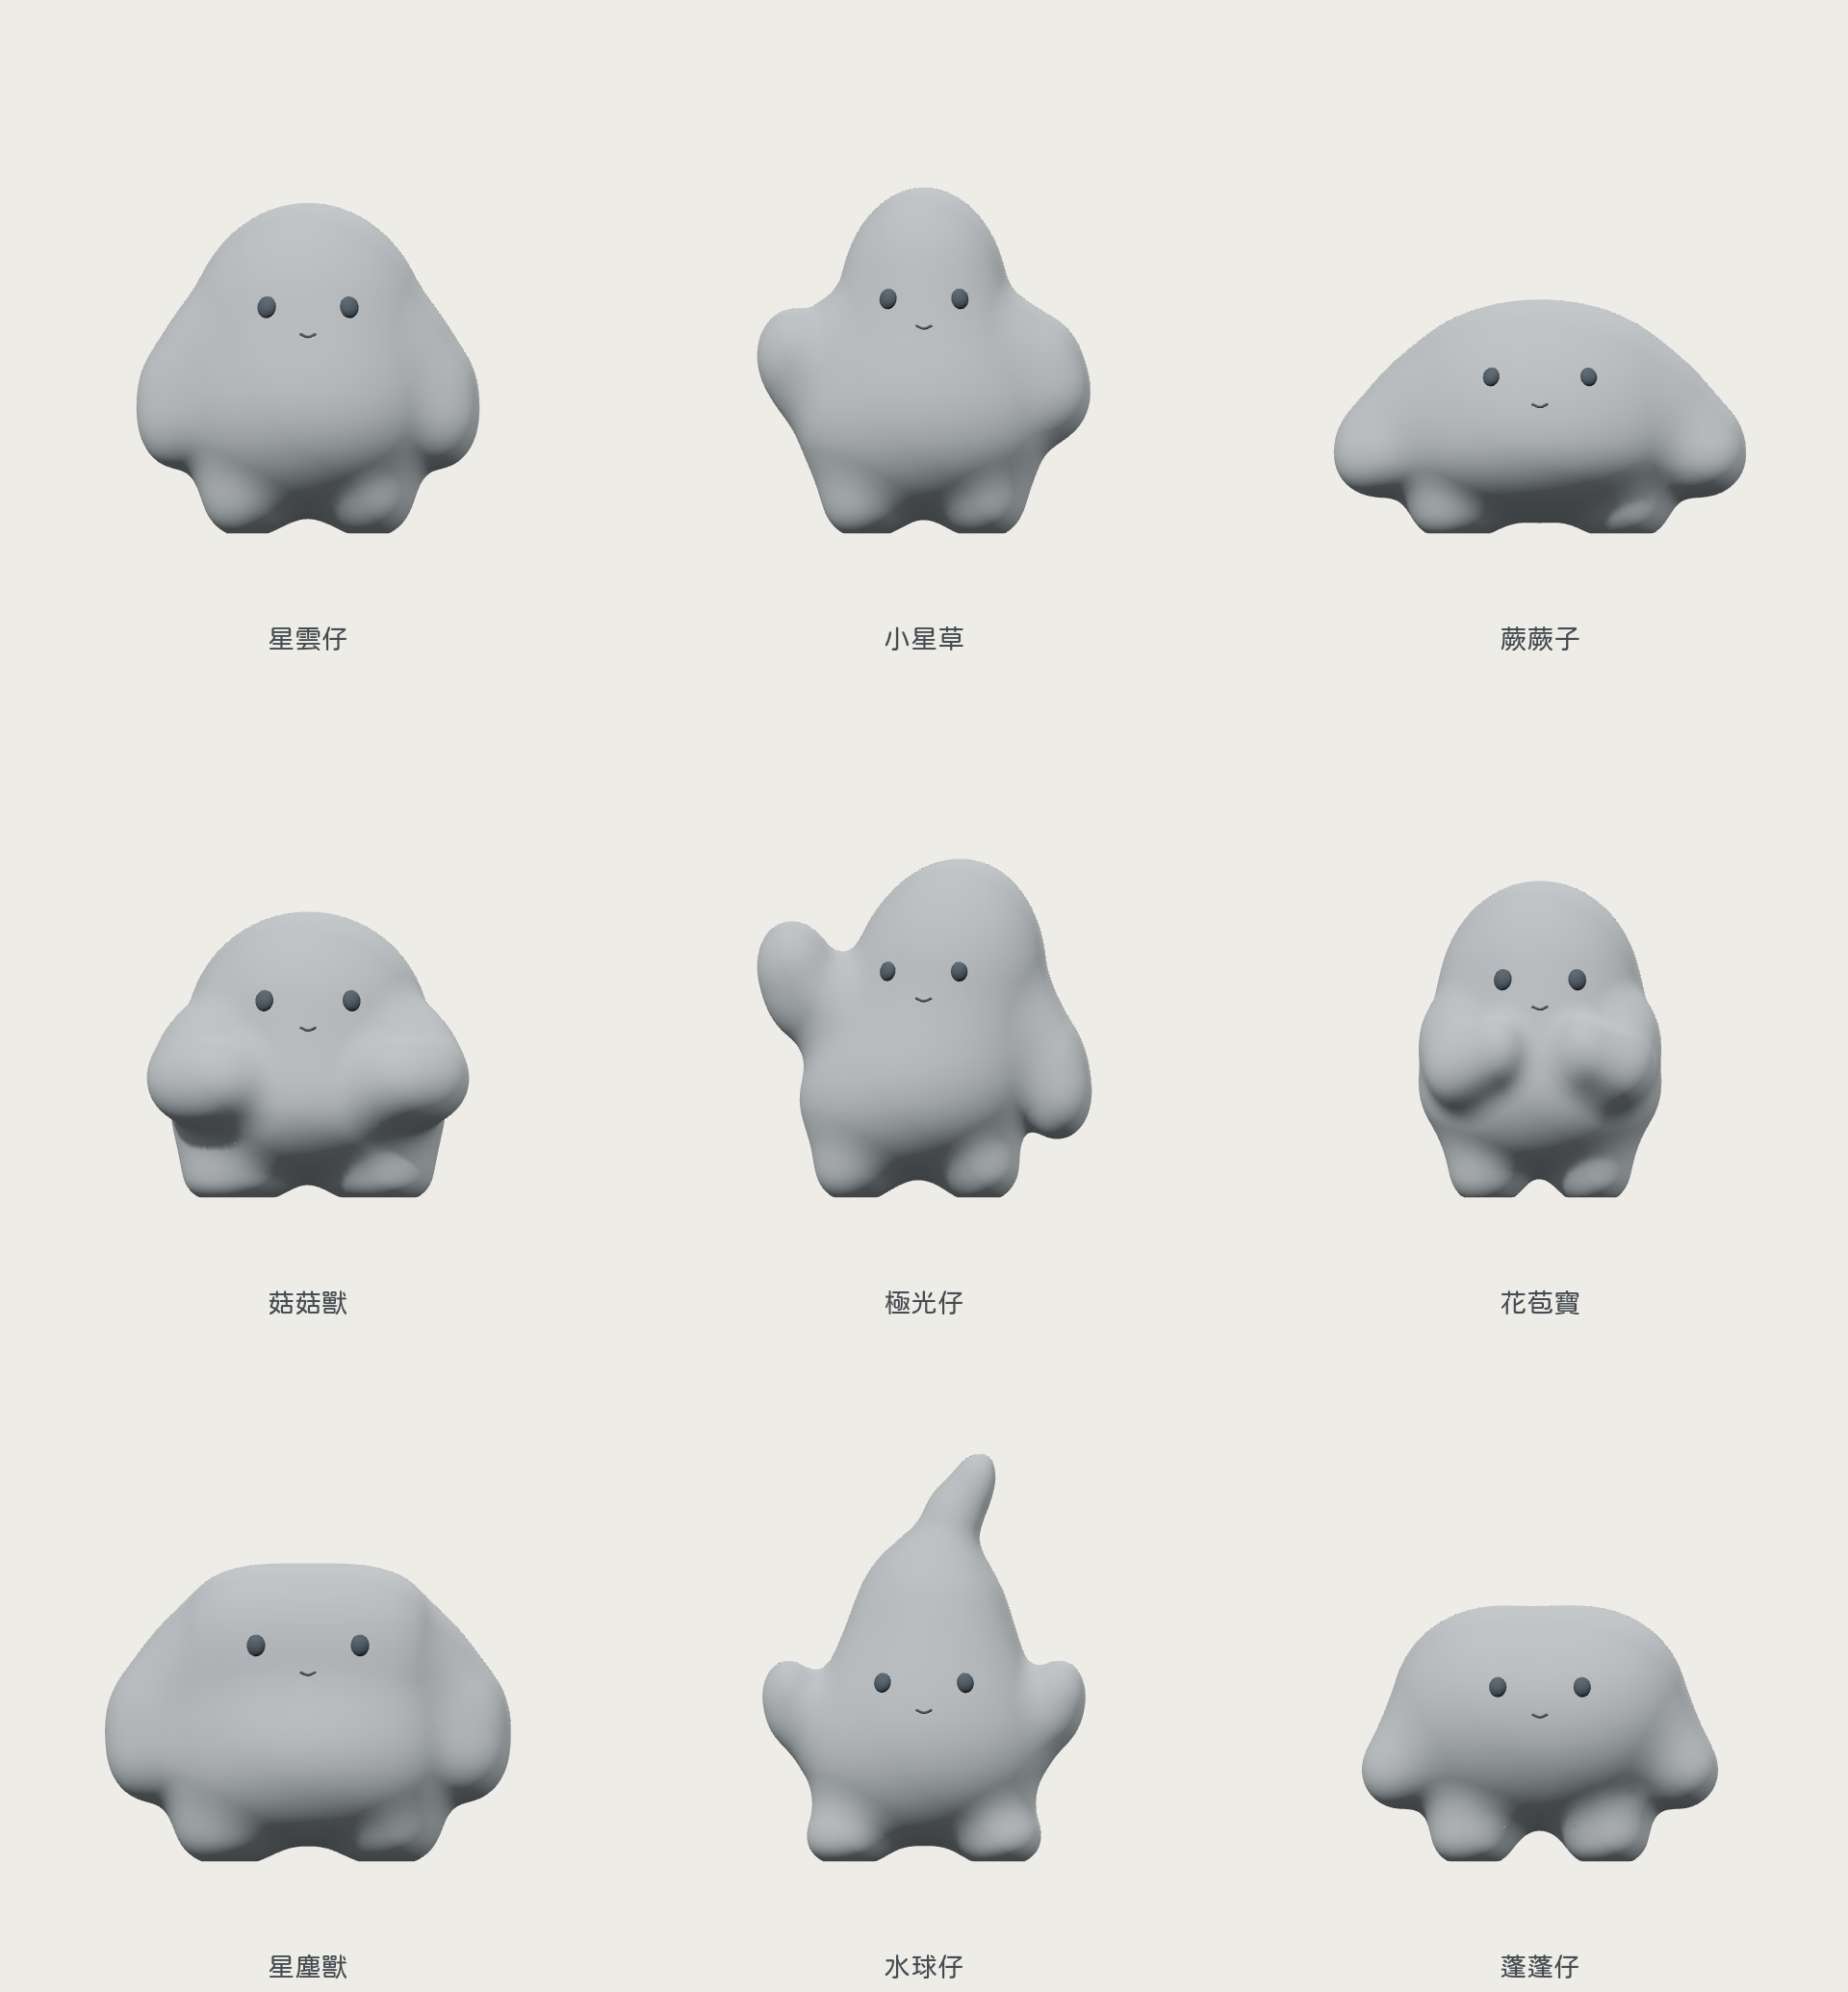 星雲仔
小星草
蕨蕨子
菇菇獸
極光仔
花苞寶
星塵獸
水球仔
蓬蓬仔